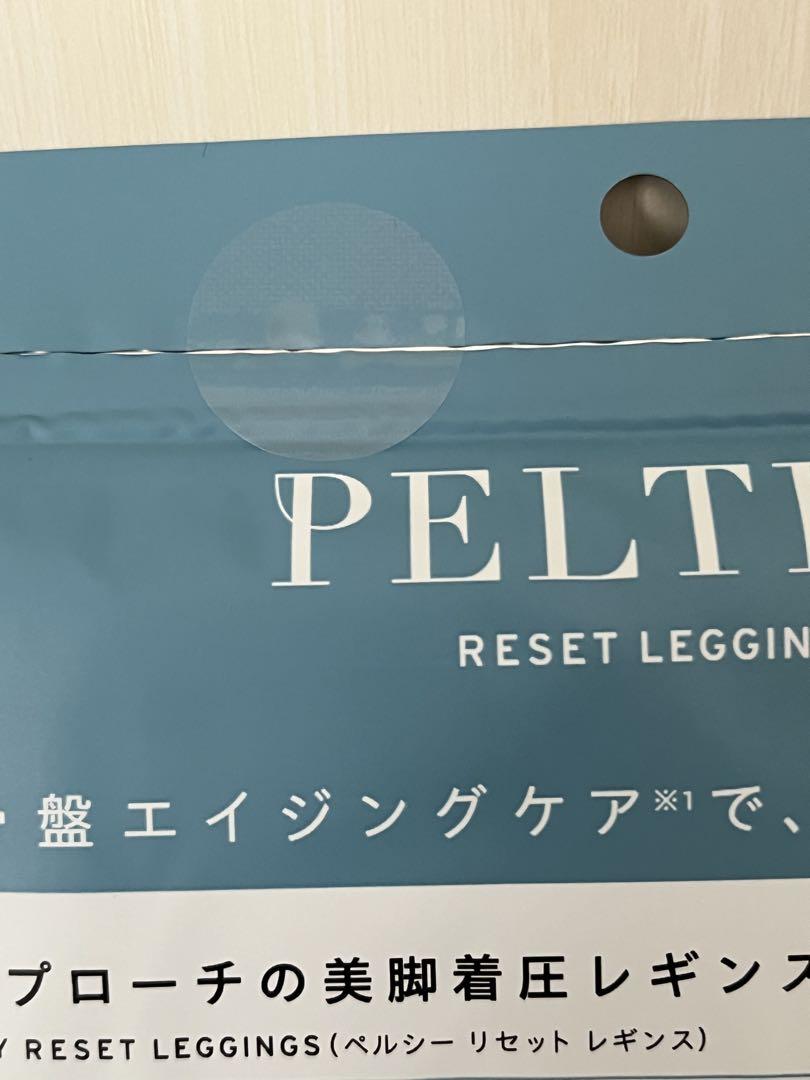 PELT
RESET LEGGIN
盤エイジングケア※1で、
プローチの美脚着圧レギンス
Y RESET LEGGINGS(ペルシー リセット レギンス)